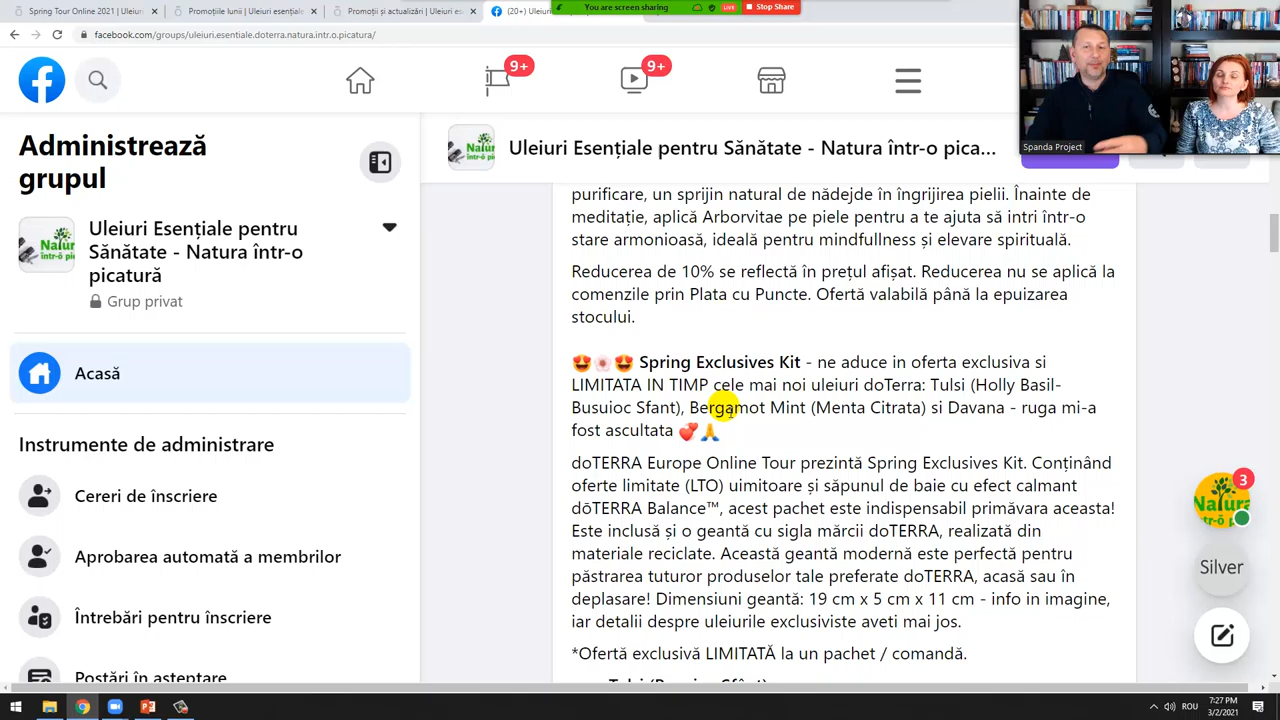 Spring Tour Online 2021 | Uleiu
Promoțiile lunii | Uleiuri esențiale
Promoții și actualizări | Uleiuri es
(20+) Uleiuri
You are screen sharing
LIVE
Stop Share
facebook.com/groups/uleiuri.esentiale.doterra.natura.intr.o.picatura/
9+
9+
Spanda Project
Administrează
grupul
Uleiuri Esențiale pentru
Sănătate - Natura într-o
picatură
Grup privat
Acasă
Instrumente de administrare
Cereri de înscriere
Aprobarea automată a membrilor
Întrebări pentru înscriere
Postări în așteptare
Uleiuri Esențiale pentru Sănătate - Natura într-o pica...
purificare, un sprijin natural de nădejde în îngrijirea pielii. Înainte de
meditație, aplică Arborvitae pe piele pentru a te ajuta să intri într-o
stare armonioasă, ideală pentru mindfullness și elevare spirituală.
Reducerea de 10% se reflectă în prețul afișat. Reducerea nu se aplică la
comenzile prin Plata cu Puncte. Ofertă valabilă până la epuizarea
stocului.
😍🌸😍 Spring Exclusives Kit - ne aduce in oferta exclusiva si
LIMITATA IN TIMP cele mai noi uleiuri doTerra: Tulsi (Holly Basil-
Busuioc Sfant), Bergamot Mint (Menta Citrata) si Davana - ruga mi-a
fost ascultata 💕🙏
doTERRA Europe Online Tour prezintă Spring Exclusives Kit. Conținând
oferte limitate (LTO) uimitoare și săpunul de baie cu efect calmant
dōTERRA Balance™, acest pachet este indispensabil primăvara aceasta!
Este inclusă și o geantă cu sigla mărcii doTERRA, realizată din
materiale reciclate. Această geantă modernă este perfectă pentru
păstrarea tuturor produselor tale preferate doTERRA, acasă sau în
deplasare! Dimensiuni geantă: 19 cm x 5 cm x 11 cm - info in imagine,
iar detalii despre uleiurile exclusiviste aveti mai jos.
*Ofertă exclusivă LIMITATĂ la un pachet / comandă.
Tulsi (Busuioc Sfânt)
3
Natura
într-o pi
Silver
ROU
7:27 PM
3/2/2021